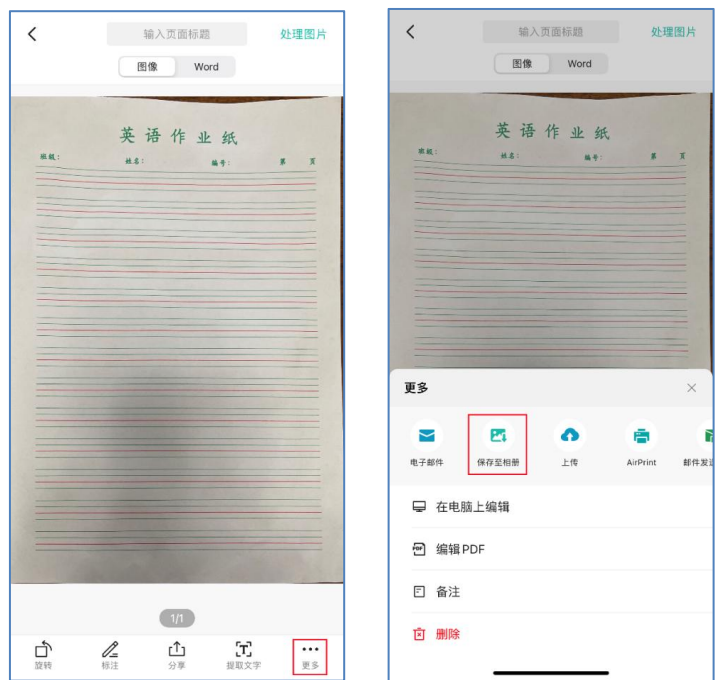 输入页面标题
处理图片
图像
Word
英语作业纸
班级:
姓名:
编号:
第 页
1/1
旋转
标注
分享
提取文字
更多
输入页面标题
处理图片
图像
Word
英语作业纸
班级:
姓名:
编号:
第 页
更多
电子邮件
保存至相册
上传
AirPrint
邮件发
在电脑上编辑
PDF
编辑PDF
备注
删除